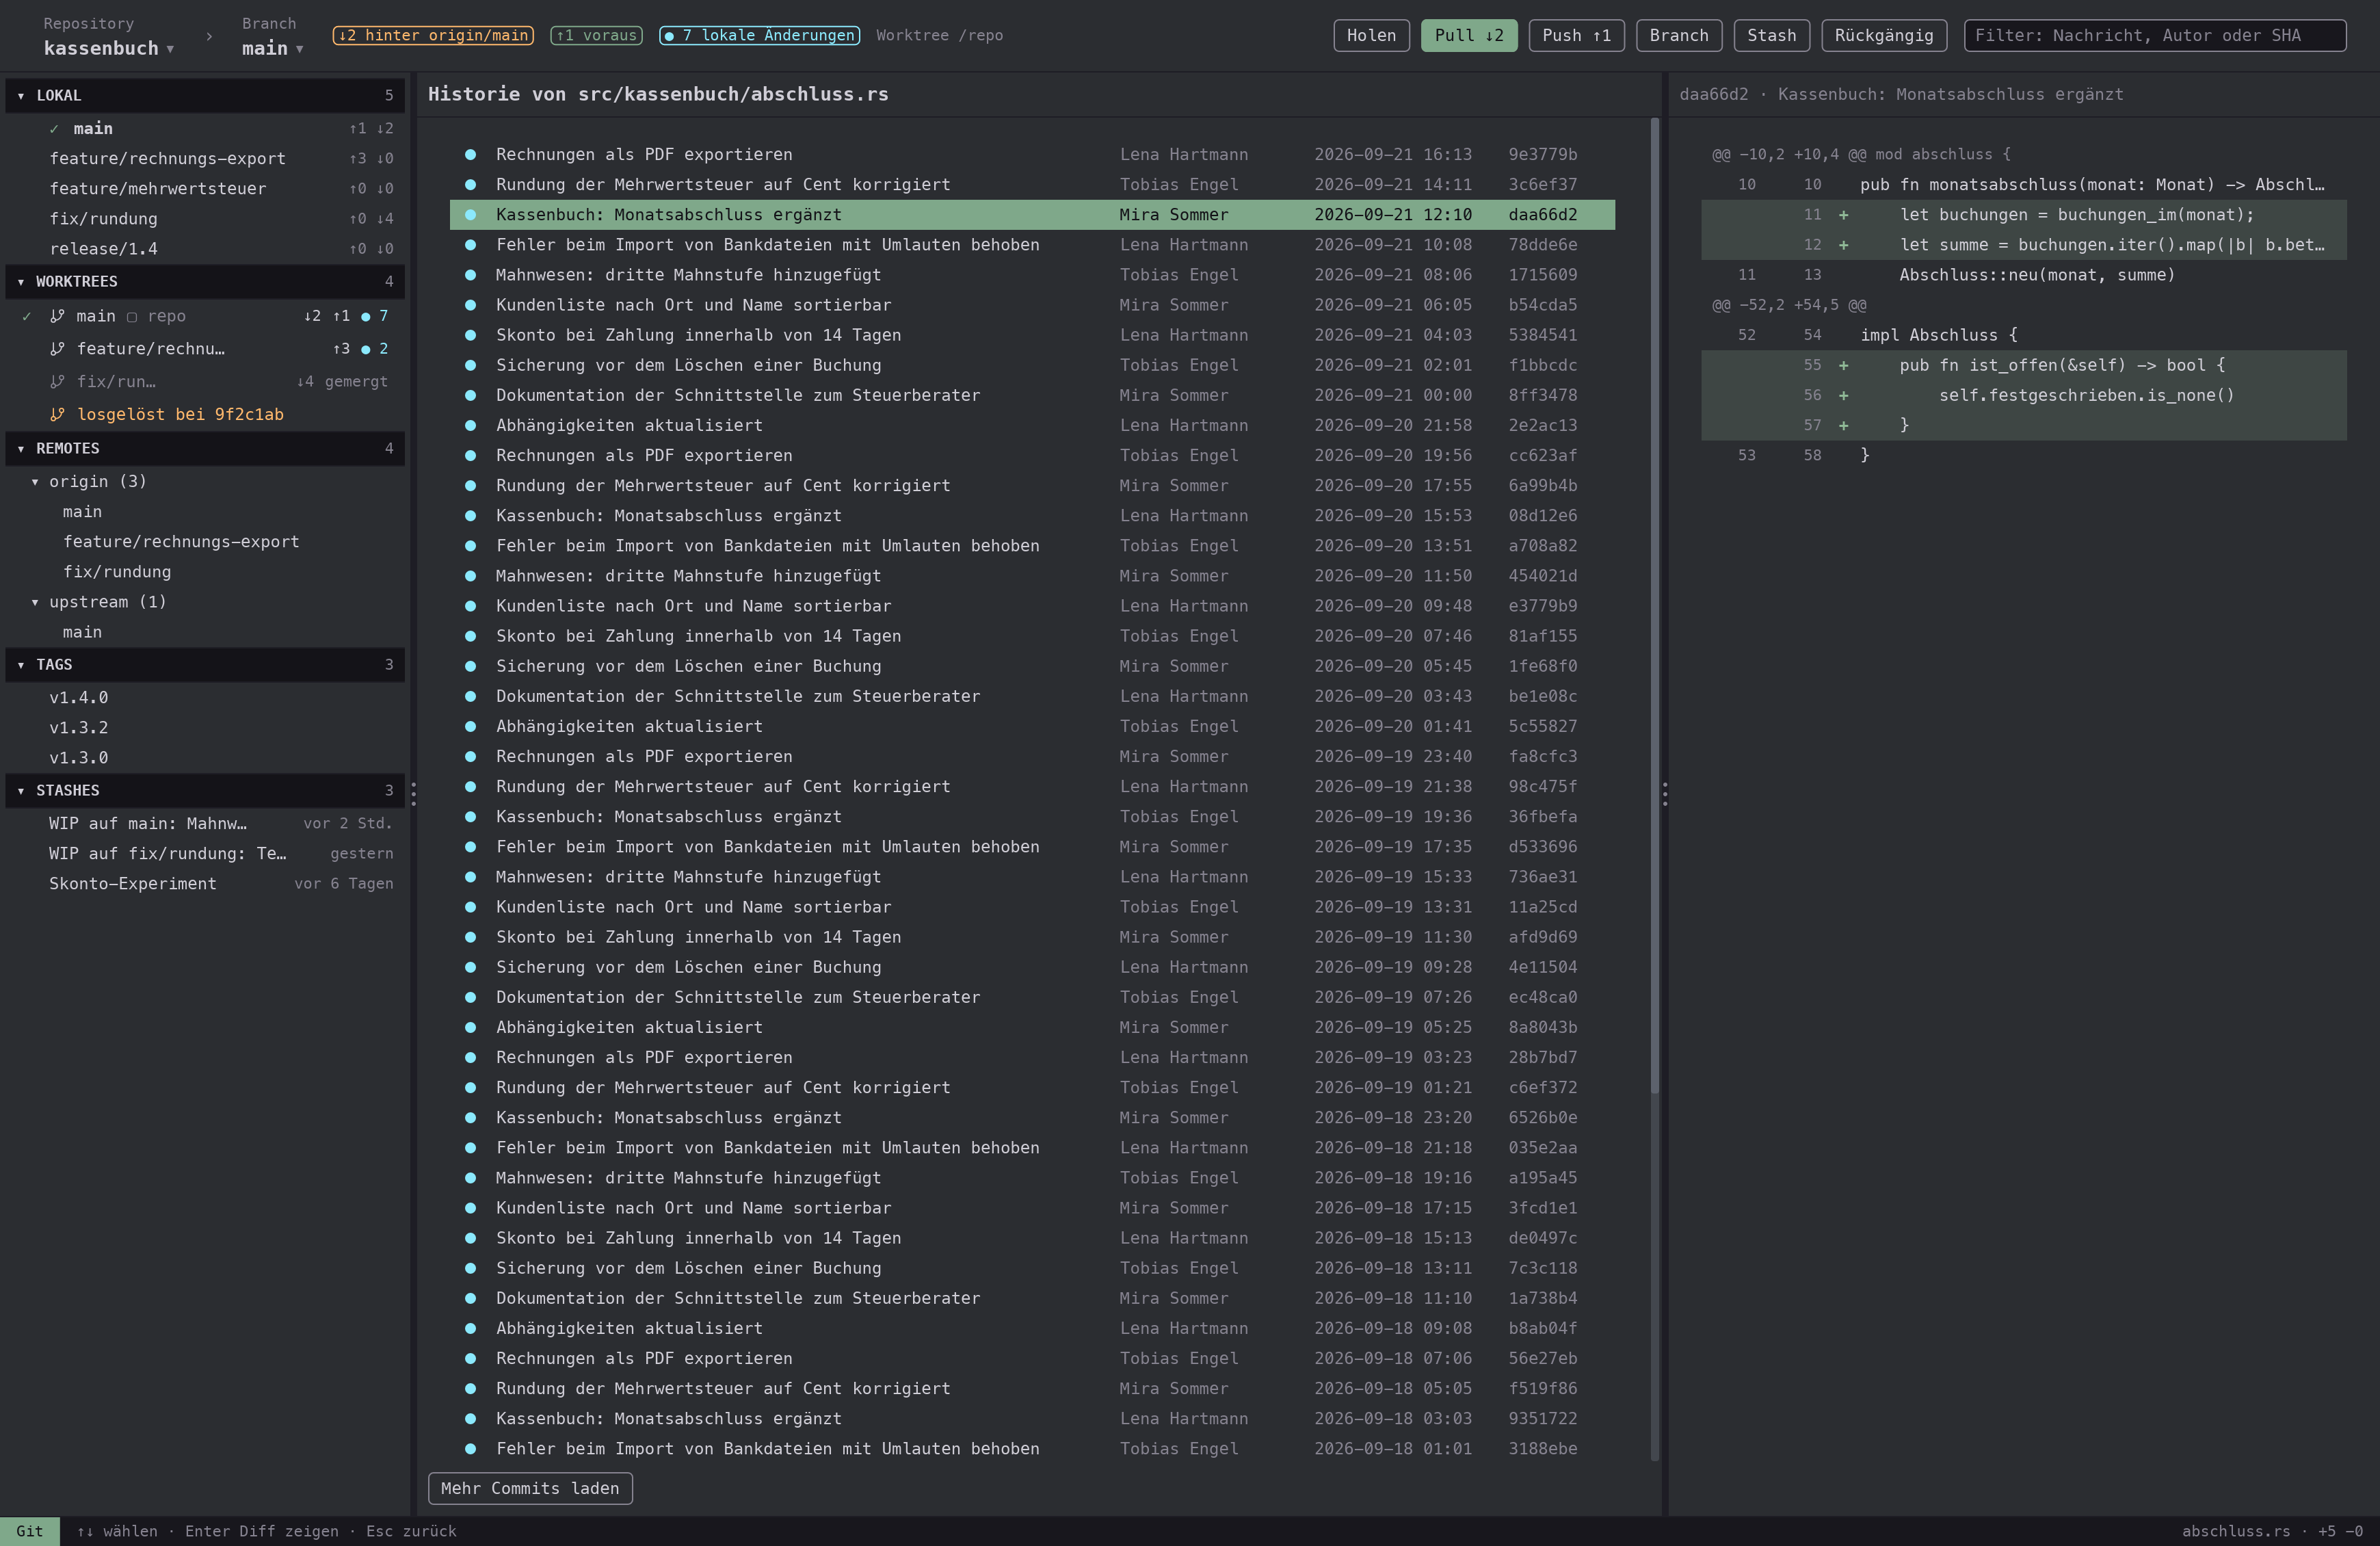 Repository
kassenbuch ▾
›
Branch
main ▾
↓2 hinter origin/main
↑1 voraus
● 7 lokale Änderungen
Worktree /repo
Holen
Pull ↓2
Push ↑1
Branch
Stash
Rückgängig
Filter: Nachricht, Autor oder SHA
▾ LOKAL 5
✓ main ↑1 ↓2
feature/rechnungs-export ↑3 ↓0
feature/mehrwertsteuer ↑0 ↓0
fix/rundung ↑0 ↓4
release/1.4 ↑0 ↓0
▾ WORKTREES 4
✓ main ▢ repo ↓2 ↑1 ● 7
feature/rechnu… ↑3 ● 2
fix/run… ↓4 gemergt
losgelöst bei 9f2c1ab
▾ REMOTES 4
▾ origin (3)
main
feature/rechnungs-export
fix/rundung
▾ upstream (1)
main
▾ TAGS 3
v1.4.0
v1.3.2
v1.3.0
▾ STASHES 3
WIP auf main: Mahnw… vor 2 Std.
WIP auf fix/rundung: Te… gestern
Skonto-Experiment vor 6 Tagen
Historie von src/kassenbuch/abschluss.rs
Rechnungen als PDF exportieren Lena Hartmann 2026-09-21 16:13 9e3779b
Rundung der Mehrwertsteuer auf Cent korrigiert Tobias Engel 2026-09-21 14:11 3c6ef37
Kassenbuch: Monatsabschluss ergänzt Mira Sommer 2026-09-21 12:10 daa66d2
Fehler beim Import von Bankdateien mit Umlauten behoben Lena Hartmann 2026-09-21 10:08 78dde6e
Mahnwesen: dritte Mahnstufe hinzugefügt Tobias Engel 2026-09-21 08:06 1715609
Kundenliste nach Ort und Name sortierbar Mira Sommer 2026-09-21 06:05 b54cda5
Skonto bei Zahlung innerhalb von 14 Tagen Lena Hartmann 2026-09-21 04:03 5384541
Sicherung vor dem Löschen einer Buchung Tobias Engel 2026-09-21 02:01 f1bbcdc
Dokumentation der Schnittstelle zum Steuerberater Mira Sommer 2026-09-21 00:00 8ff3478
Abhängigkeiten aktualisiert Lena Hartmann 2026-09-20 21:58 2e2ac13
Rechnungen als PDF exportieren Tobias Engel 2026-09-20 19:56 cc623af
Rundung der Mehrwertsteuer auf Cent korrigiert Mira Sommer 2026-09-20 17:55 6a99b4b
Kassenbuch: Monatsabschluss ergänzt Lena Hartmann 2026-09-20 15:53 08d12e6
Fehler beim Import von Bankdateien mit Umlauten behoben Tobias Engel 2026-09-20 13:51 a708a82
Mahnwesen: dritte Mahnstufe hinzugefügt Mira Sommer 2026-09-20 11:50 454021d
Kundenliste nach Ort und Name sortierbar Lena Hartmann 2026-09-20 09:48 e3779b9
Skonto bei Zahlung innerhalb von 14 Tagen Tobias Engel 2026-09-20 07:46 81af155
Sicherung vor dem Löschen einer Buchung Mira Sommer 2026-09-20 05:45 1fe68f0
Dokumentation der Schnittstelle zum Steuerberater Lena Hartmann 2026-09-20 03:43 be1e08c
Abhängigkeiten aktualisiert Tobias Engel 2026-09-20 01:41 5c55827
Rechnungen als PDF exportieren Mira Sommer 2026-09-19 23:40 fa8cfc3
Rundung der Mehrwertsteuer auf Cent korrigiert Lena Hartmann 2026-09-19 21:38 98c475f
Kassenbuch: Monatsabschluss ergänzt Tobias Engel 2026-09-19 19:36 36fbefa
Fehler beim Import von Bankdateien mit Umlauten behoben Mira Sommer 2026-09-19 17:35 d533696
Mahnwesen: dritte Mahnstufe hinzugefügt Lena Hartmann 2026-09-19 15:33 736ae31
Kundenliste nach Ort und Name sortierbar Tobias Engel 2026-09-19 13:31 11a25cd
Skonto bei Zahlung innerhalb von 14 Tagen Mira Sommer 2026-09-19 11:30 afd9d69
Sicherung vor dem Löschen einer Buchung Lena Hartmann 2026-09-19 09:28 4e11504
Dokumentation der Schnittstelle zum Steuerberater Tobias Engel 2026-09-19 07:26 ec48ca0
Abhängigkeiten aktualisiert Mira Sommer 2026-09-19 05:25 8a8043b
Rechnungen als PDF exportieren Lena Hartmann 2026-09-19 03:23 28b7bd7
Rundung der Mehrwertsteuer auf Cent korrigiert Tobias Engel 2026-09-19 01:21 c6ef372
Kassenbuch: Monatsabschluss ergänzt Mira Sommer 2026-09-18 23:20 6526b0e
Fehler beim Import von Bankdateien mit Umlauten behoben Lena Hartmann 2026-09-18 21:18 035e2aa
Mahnwesen: dritte Mahnstufe hinzugefügt Tobias Engel 2026-09-18 19:16 a195a45
Kundenliste nach Ort und Name sortierbar Mira Sommer 2026-09-18 17:15 3fcd1e1
Skonto bei Zahlung innerhalb von 14 Tagen Lena Hartmann 2026-09-18 15:13 de0497c
Sicherung vor dem Löschen einer Buchung Tobias Engel 2026-09-18 13:11 7c3c118
Dokumentation der Schnittstelle zum Steuerberater Mira Sommer 2026-09-18 11:10 1a738b4
Abhängigkeiten aktualisiert Lena Hartmann 2026-09-18 09:08 b8ab04f
Rechnungen als PDF exportieren Tobias Engel 2026-09-18 07:06 56e27eb
Rundung der Mehrwertsteuer auf Cent korrigiert Mira Sommer 2026-09-18 05:05 f519f86
Kassenbuch: Monatsabschluss ergänzt Lena Hartmann 2026-09-18 03:03 9351722
Fehler beim Import von Bankdateien mit Umlauten behoben Tobias Engel 2026-09-18 01:01 3188ebe
Mehr Commits laden
daa66d2 · Kassenbuch: Monatsabschluss ergänzt
@@ -10,2 +10,4 @@ mod abschluss {
10 10 pub fn monatsabschluss(monat: Monat) -> Abschl…
11 + let buchungen = buchungen_im(monat);
12 + let summe = buchungen.iter().map(|b| b.bet…
11 13 Abschluss::neu(monat, summe)
@@ -52,2 +54,5 @@
52 54 impl Abschluss {
55 + pub fn ist_offen(&self) -> bool {
56 + self.festgeschrieben.is_none()
57 + }
53 58 }
Git
↑↓ wählen · Enter Diff zeigen · Esc zurück
abschluss.rs · +5 −0